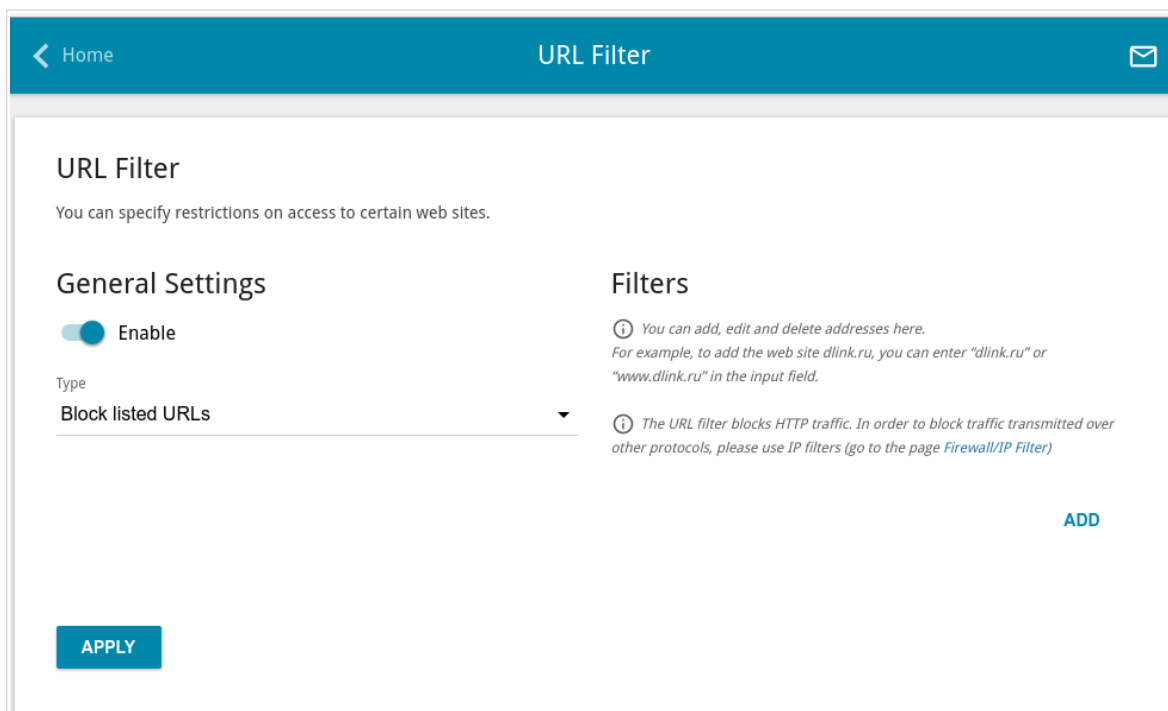 Home
URL Filter
URL Filter
You can specify restrictions on access to certain web sites.
General Settings
Enable
Type
Block listed URLs
APPLY
Filters
You can add, edit and delete addresses here.
For example, to add the web site dlink.ru, you can enter “dlink.ru” or
“www.dlink.ru” in the input field.
The URL filter blocks HTTP traffic. In order to block traffic transmitted over
other protocols, please use IP filters (go to the page Firewall/IP Filter)
ADD